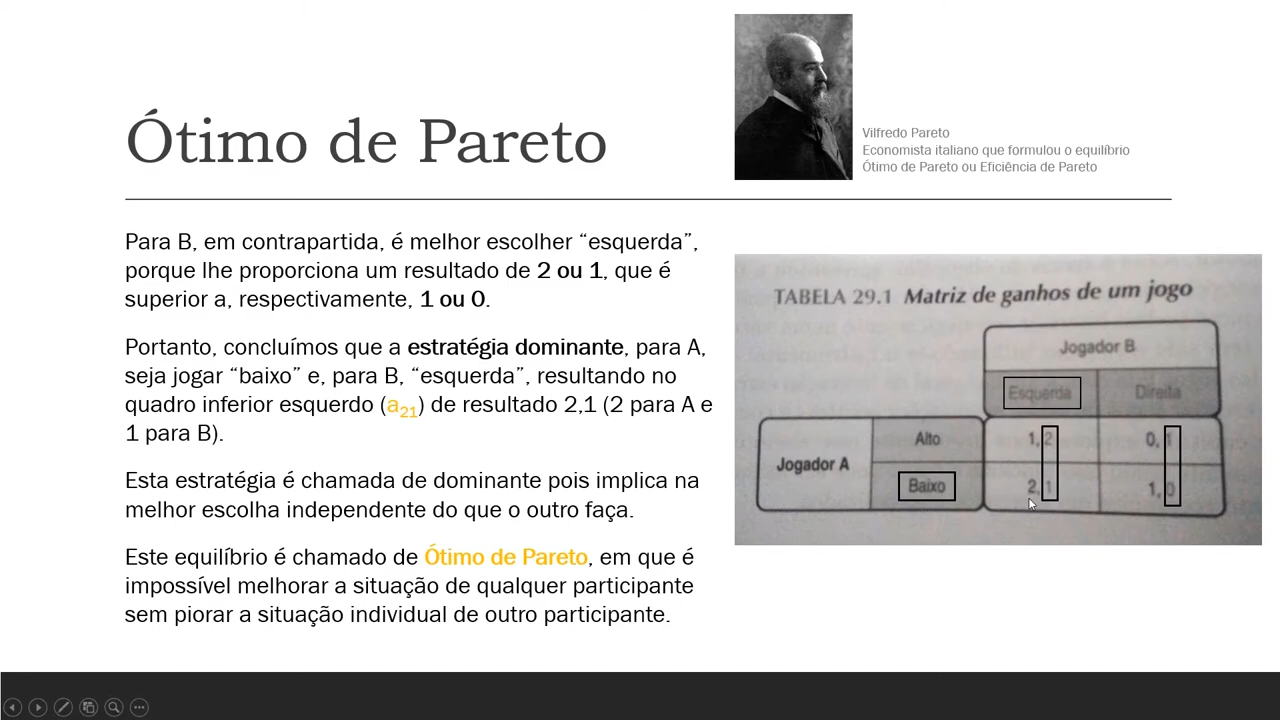 Ótimo de Pareto
Vilfredo Pareto
Economista italiano que formulou o equilíbrio
Ótimo de Pareto ou Eficiência de Pareto
Para B, em contrapartida, é melhor escolher “esquerda”,
porque lhe proporciona um resultado de 2 ou 1, que é
superior a, respectivamente, 1 ou 0.
Portanto, concluímos que a estratégia dominante, para A,
seja jogar “baixo” e, para B, “esquerda”, resultando no
quadro inferior esquerdo (a21) de resultado 2,1 (2 para A e
1 para B).
Esta estratégia é chamada de dominante pois implica na
melhor escolha independente do que o outro faça.
Este equilíbrio é chamado de Ótimo de Pareto, em que é
impossível melhorar a situação de qualquer participante
sem piorar a situação individual de outro participante.
TABELA 29.1 Matriz de ganhos de um jogo
Jogador B
Esquerda Direita
Jogador A
Alto 1, 2 0, 1
Baixo 2, 1 1, 0